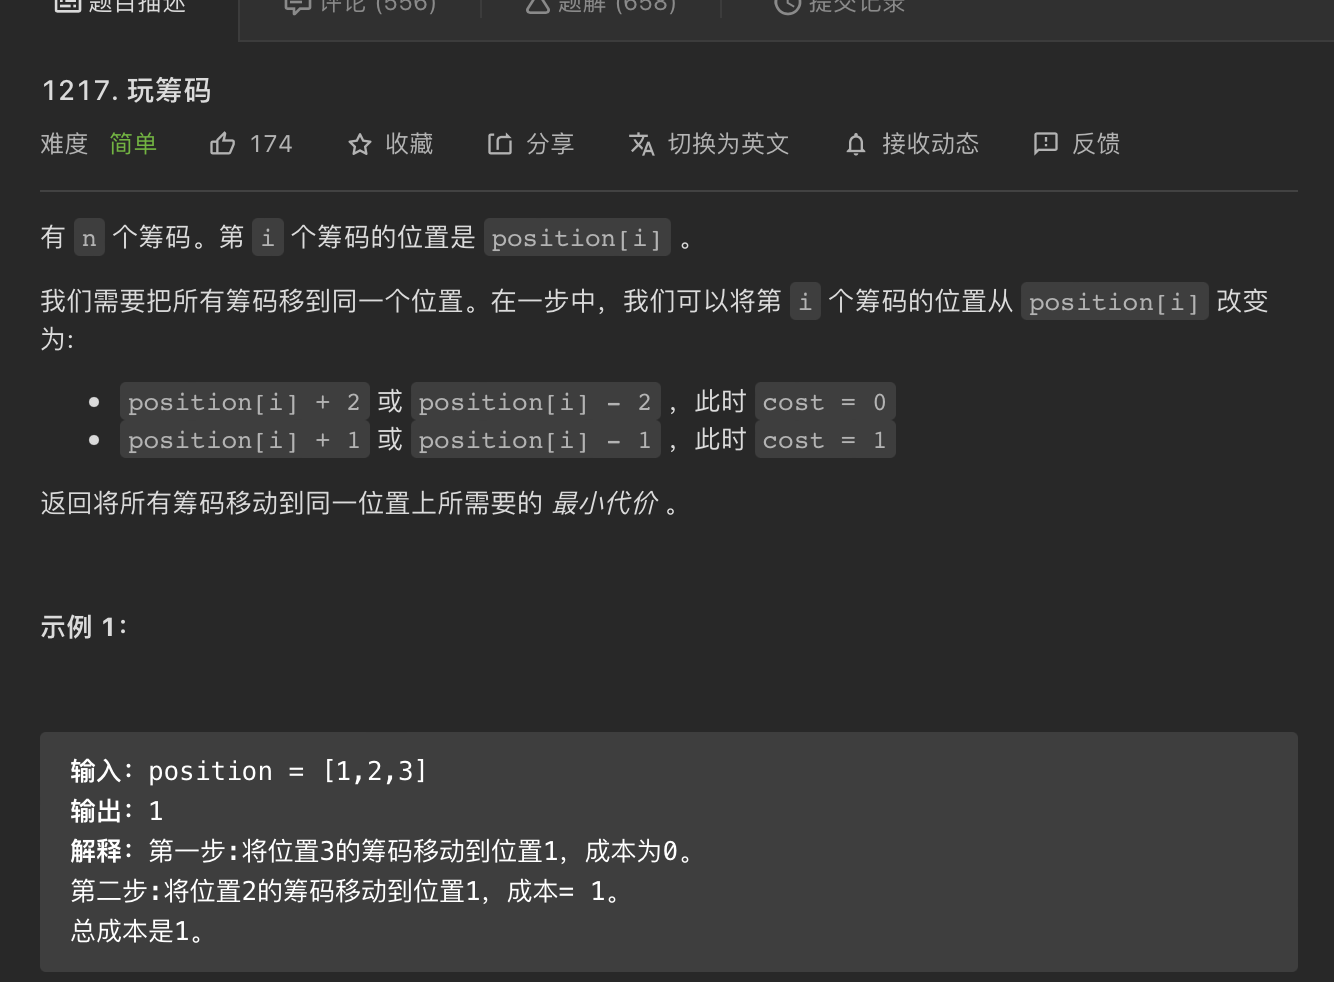 题目描述 评论 (556) 题解 (658) 提交记录
1217. 玩筹码
难度 简单 174 收藏 分享 切换为英文 接收动态 反馈
有 n 个筹码。第 i 个筹码的位置是 position[i] 。
我们需要把所有筹码移到同一个位置。在一步中，我们可以将第 i 个筹码的位置从 position[i] 改变
为:
• position[i] + 2 或 position[i] - 2 ，此时 cost = 0
• position[i] + 1 或 position[i] - 1 ，此时 cost = 1
返回将所有筹码移动到同一位置上所需要的 最小代价 。
示例 1：
输入：position = [1,2,3]
输出：1
解释：第一步:将位置3的筹码移动到位置1，成本为0。
第二步:将位置2的筹码移动到位置1，成本= 1。
总成本是1。